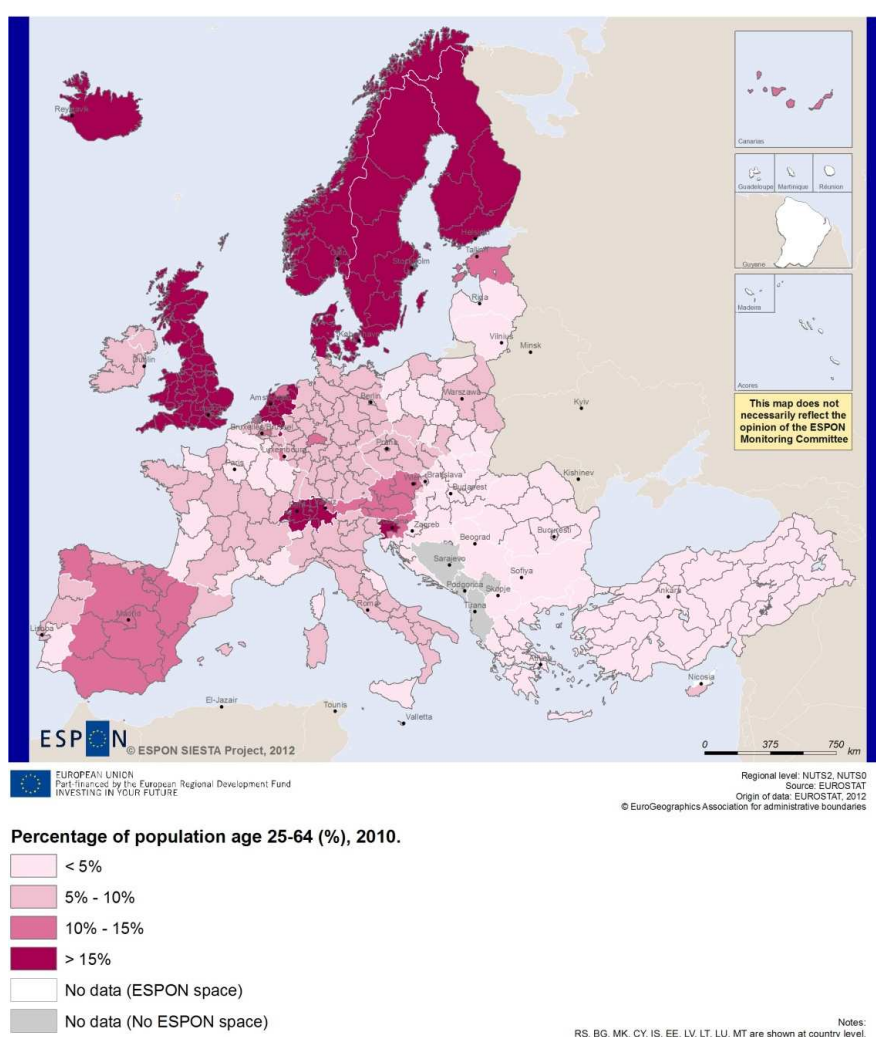 Reykjavik
Canarias
Guadeloupe
Martinique
Réunion
Guyane
Madeira
Acores
This map does not
necessarily reflect the
opinion of the ESPON
Monitoring Committee
Oslo
Helsinki
Tallinn
Stockholm
Riga
København
Vilnius
Minsk
Dublin
Berlin
Warszawa
Kyiv
Praha
Luxembourg
Paris
Bratislava
Budapest
Kishinev
Zagreb
Beograd
Bucuresti
Sarajevo
Sofiya
Podgorica
Skopje
Tirana
Roma
Ankara
Madrid
Lisboa
Nicosia
El-Jazair
Tounis
Valletta
ESPON
© ESPON SIESTA Project, 2012
0 375 750 km
EUROPEAN UNION
Part-financed by the European Regional Development Fund
INVESTING IN YOUR FUTURE
Regional level: NUTS2, NUTS0
Source: EUROSTAT
Origin of data: EUROSTAT, 2012
© EuroGeographics Association for administrative boundaries
Percentage of population age 25-64 (%), 2010.
< 5%
5% - 10%
10% - 15%
> 15%
No data (ESPON space)
No data (No ESPON space)
Notes:
RS, BG, MK, CY, IS, EE, LV, LT, LU, MT are shown at country level.